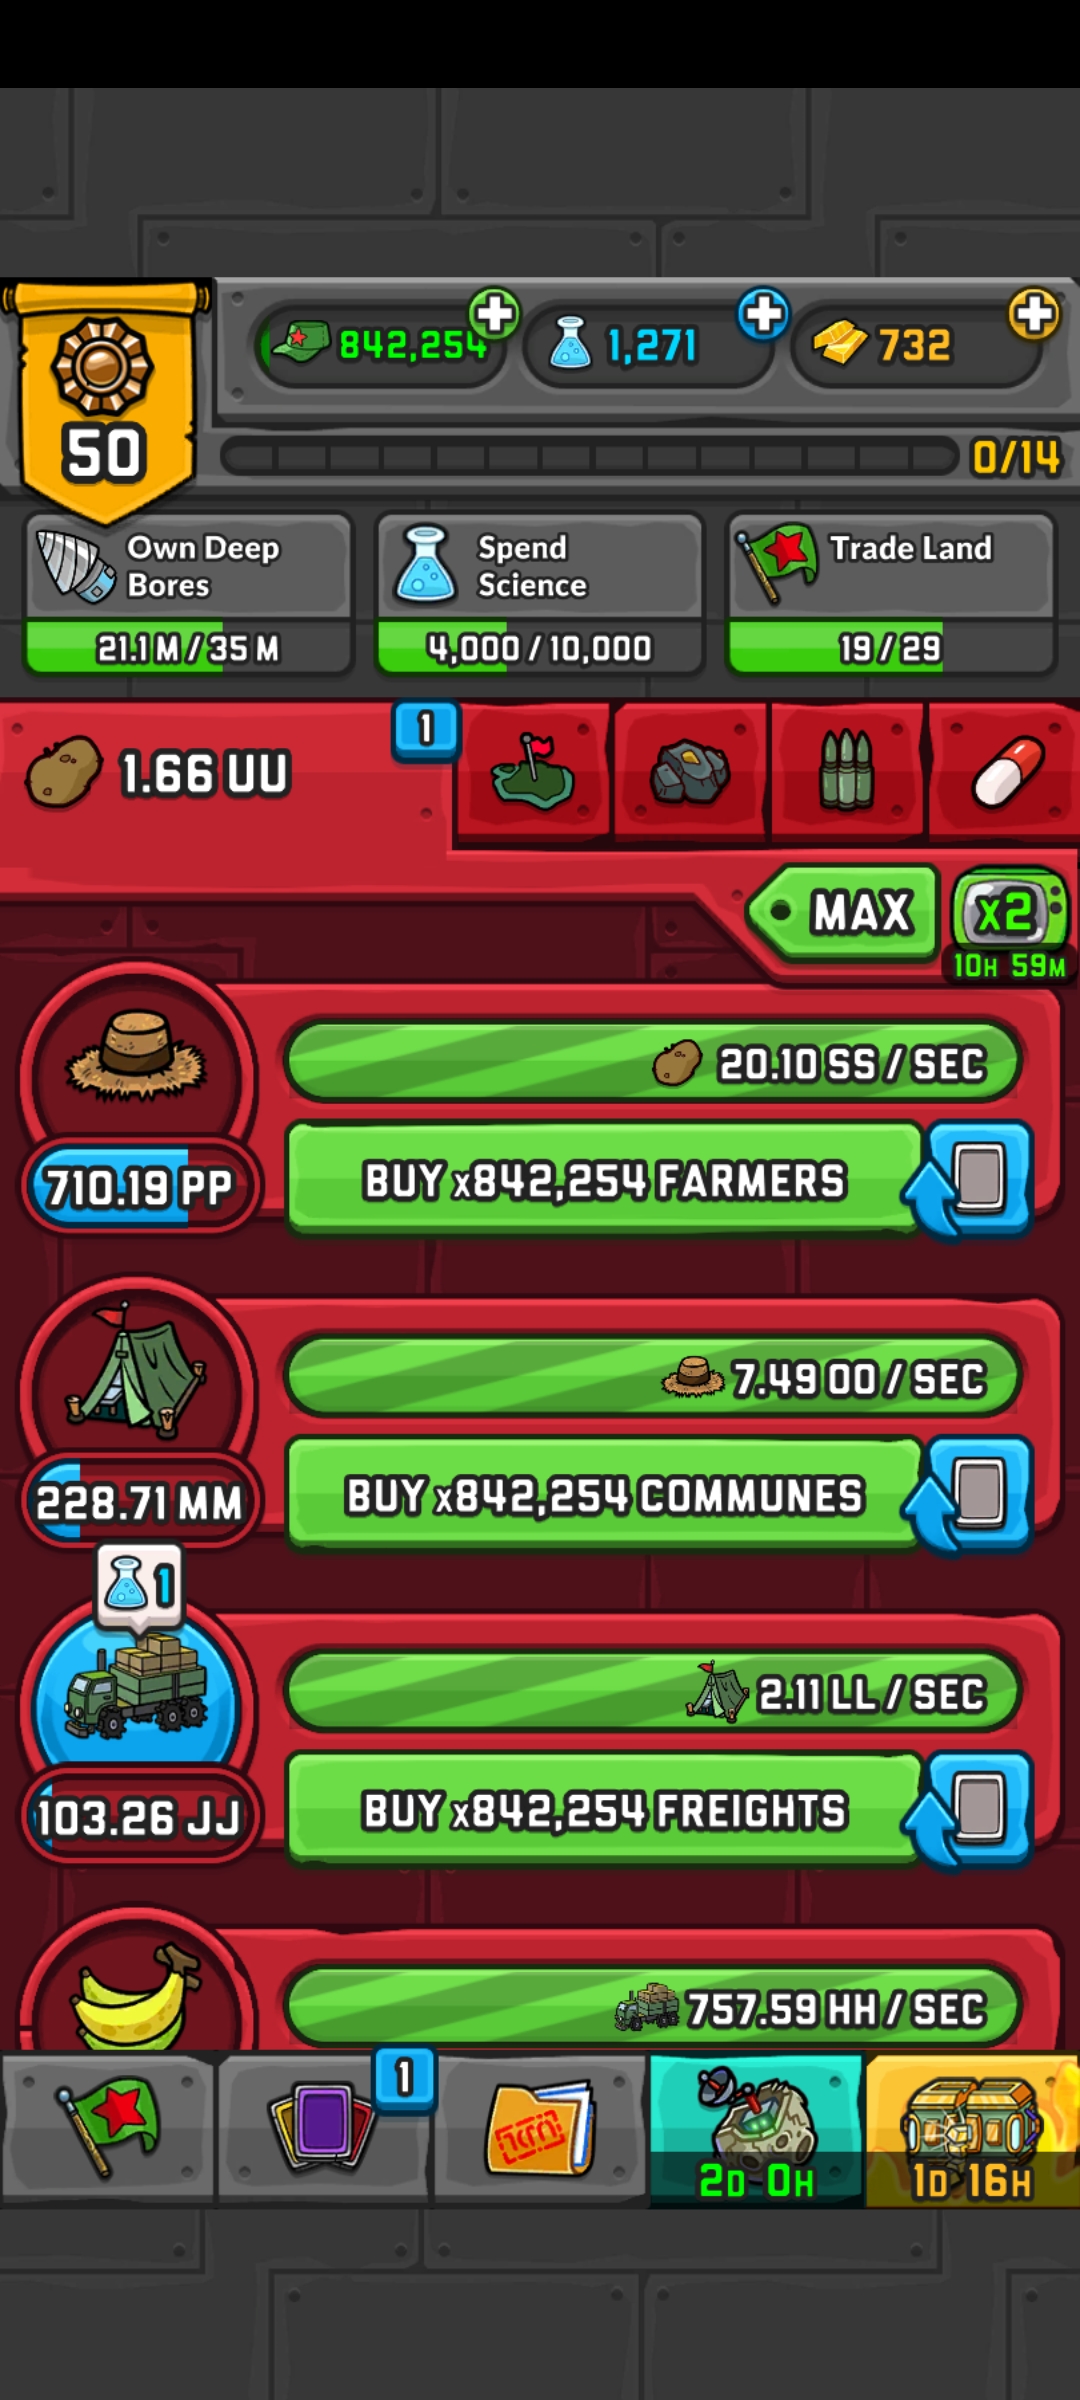 842,254
1,271
732
50
0/14
Own Deep
Bores
21.1 M / 35 M
Spend
Science
4,000 / 10,000
Trade Land
19 / 29
1.66 UU
1
MAX
x2
10H 59M
20.10 SS / SEC
710.19 PP
BUY x842,254 FARMERS
7.49 OO / SEC
228.71 MM
BUY x842,254 COMMUNES
1
2.11 LL / SEC
103.26 JJ
BUY x842,254 FREIGHTS
757.59 HH / SEC
1
2D 0H
1D 16H